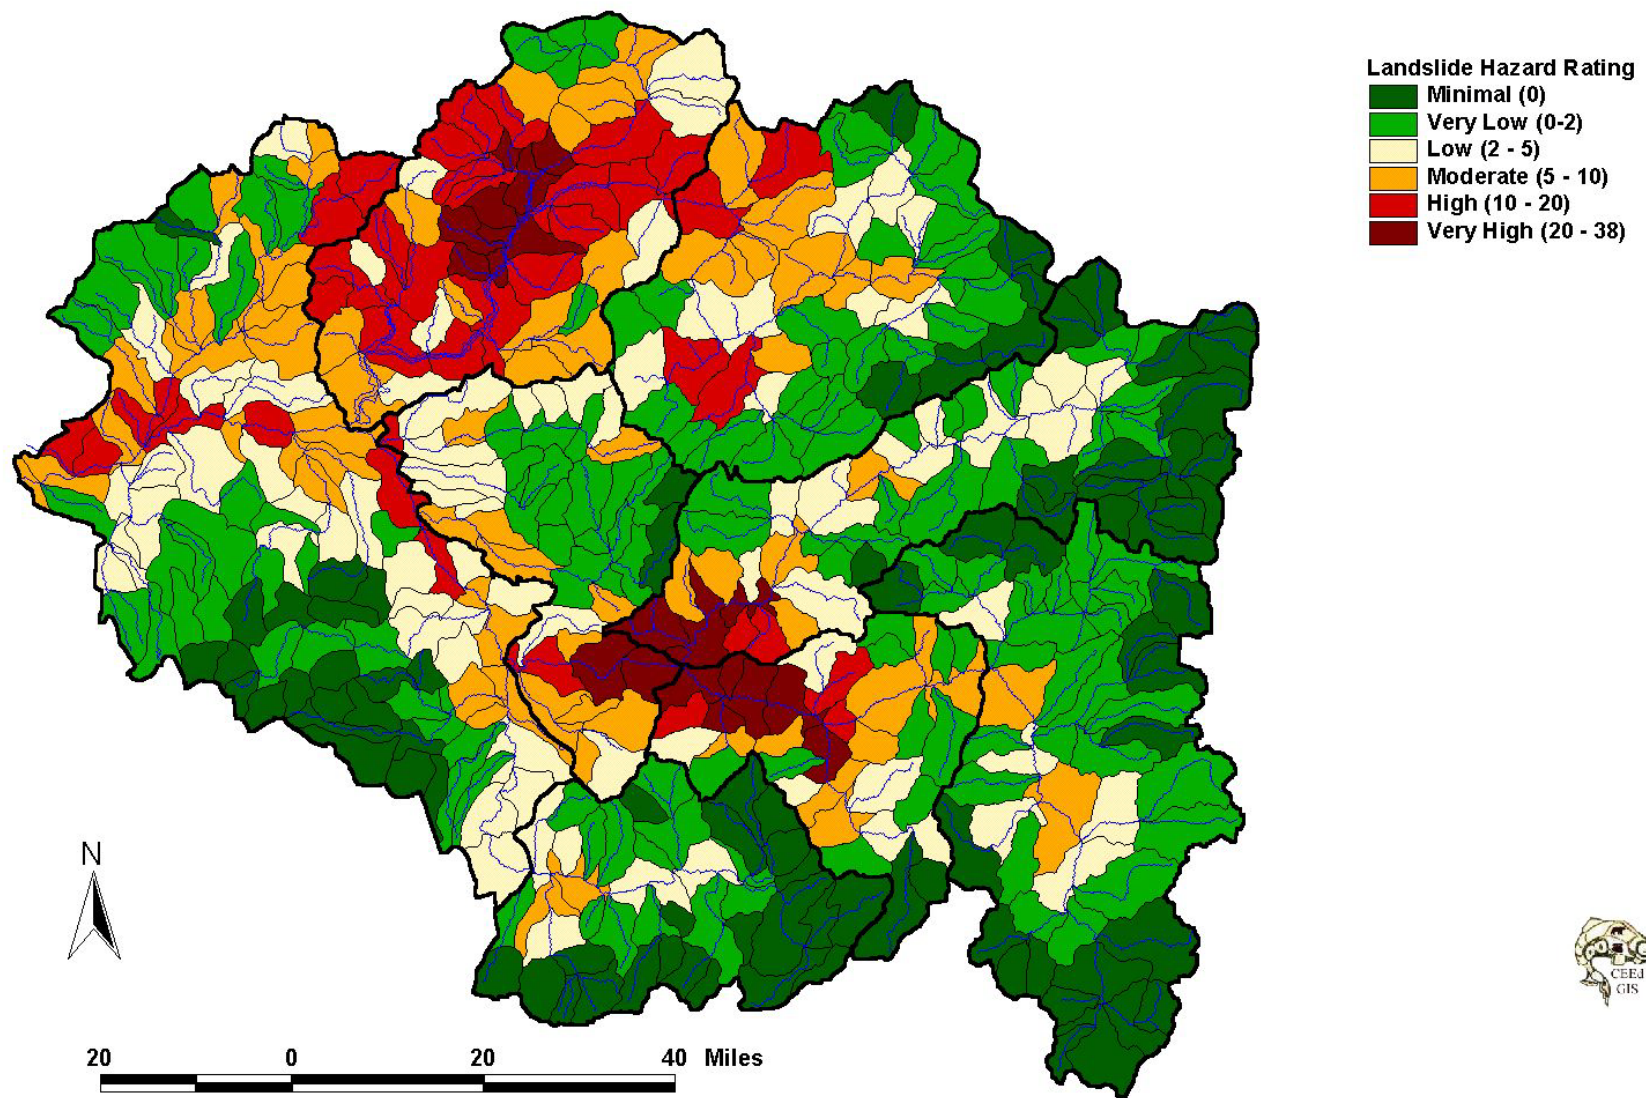 Landslide Hazard Rating
Minimal (0)
Very Low (0-2)
Low (2 - 5)
Moderate (5 - 10)
High (10 - 20)
Very High (20 - 38)
N
CEEd
GIS
20 0 20 40 Miles